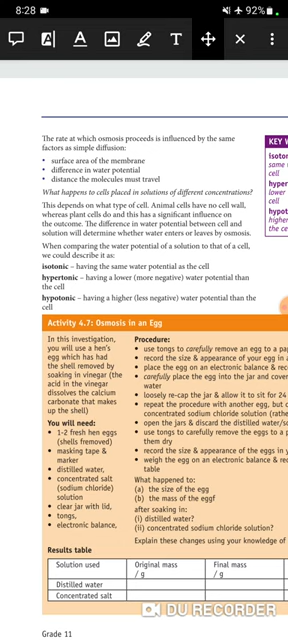 8:28
92%
T
The rate at which osmosis proceeds is influenced by the same
factors as simple diffusion:
• surface area of the membrane
• difference in water potential
• distance the molecules must travel
What happens to cells placed in solutions of different concentrations?
This depends on what type of cell. Animal cells have no cell wall,
whereas plant cells do and this has a significant influence on
the outcome. The difference in water potential between cell and
solution will determine whether water enters or leaves by osmosis.
When comparing the water potential of a solution to that of a cell, we
could describe it as:
isotonic – having the same water potential as the cell
hypertonic – having a lower (more negative) water potential than
the cell
hypotonic – having a higher (less negative) water potential than the
cell
KEY
isoton
same
cell
hyper
lower
cell
hypot
higher
the ce
Activity 4.7: Osmosis in an Egg
In this investigation,
you will use a hen's
egg which has had
the shell removed by
soaking in vinegar (the
acid in the vinegar
dissolves the calcium
carbonate that makes
up the shell)
You will need:
• 1-2 fresh hen eggs
(shells fremoved)
• masking tape &
marker
• distilled water,
• concentrated salt
(sodium chloride)
solution
• clear jar with lid,
• tongs,
• electronic balance,
Procedure:
• use tongs to carefully remove an egg to a pa
• record the size & appearance of your egg in
• place the egg on an electronic balance & rec
• carefully place the egg into the jar and cover
water
• loosely re-cap the jar & allow it to sit for 24
• repeat the procedure with another egg, but
concentrated sodium chloride solution (rathe
• open the jars & discard the distilled water/so
• use tongs to carefully remove the eggs to a p
them dry
• record the size & appearance of the eggs in y
• weigh the egg on an electronic balance & rec
table
What happened to:
(a) the size of the egg
(b) the mass of the eggf
after soaking in:
(i) distilled water?
(ii) concentrated sodium chloride solution?
Explain these changes using your knowledge of
Results table
Solution used
Original mass
/ g
Final mass
/ g
Distilled water
Concentrated salt
DU RECORDER
Grade 11